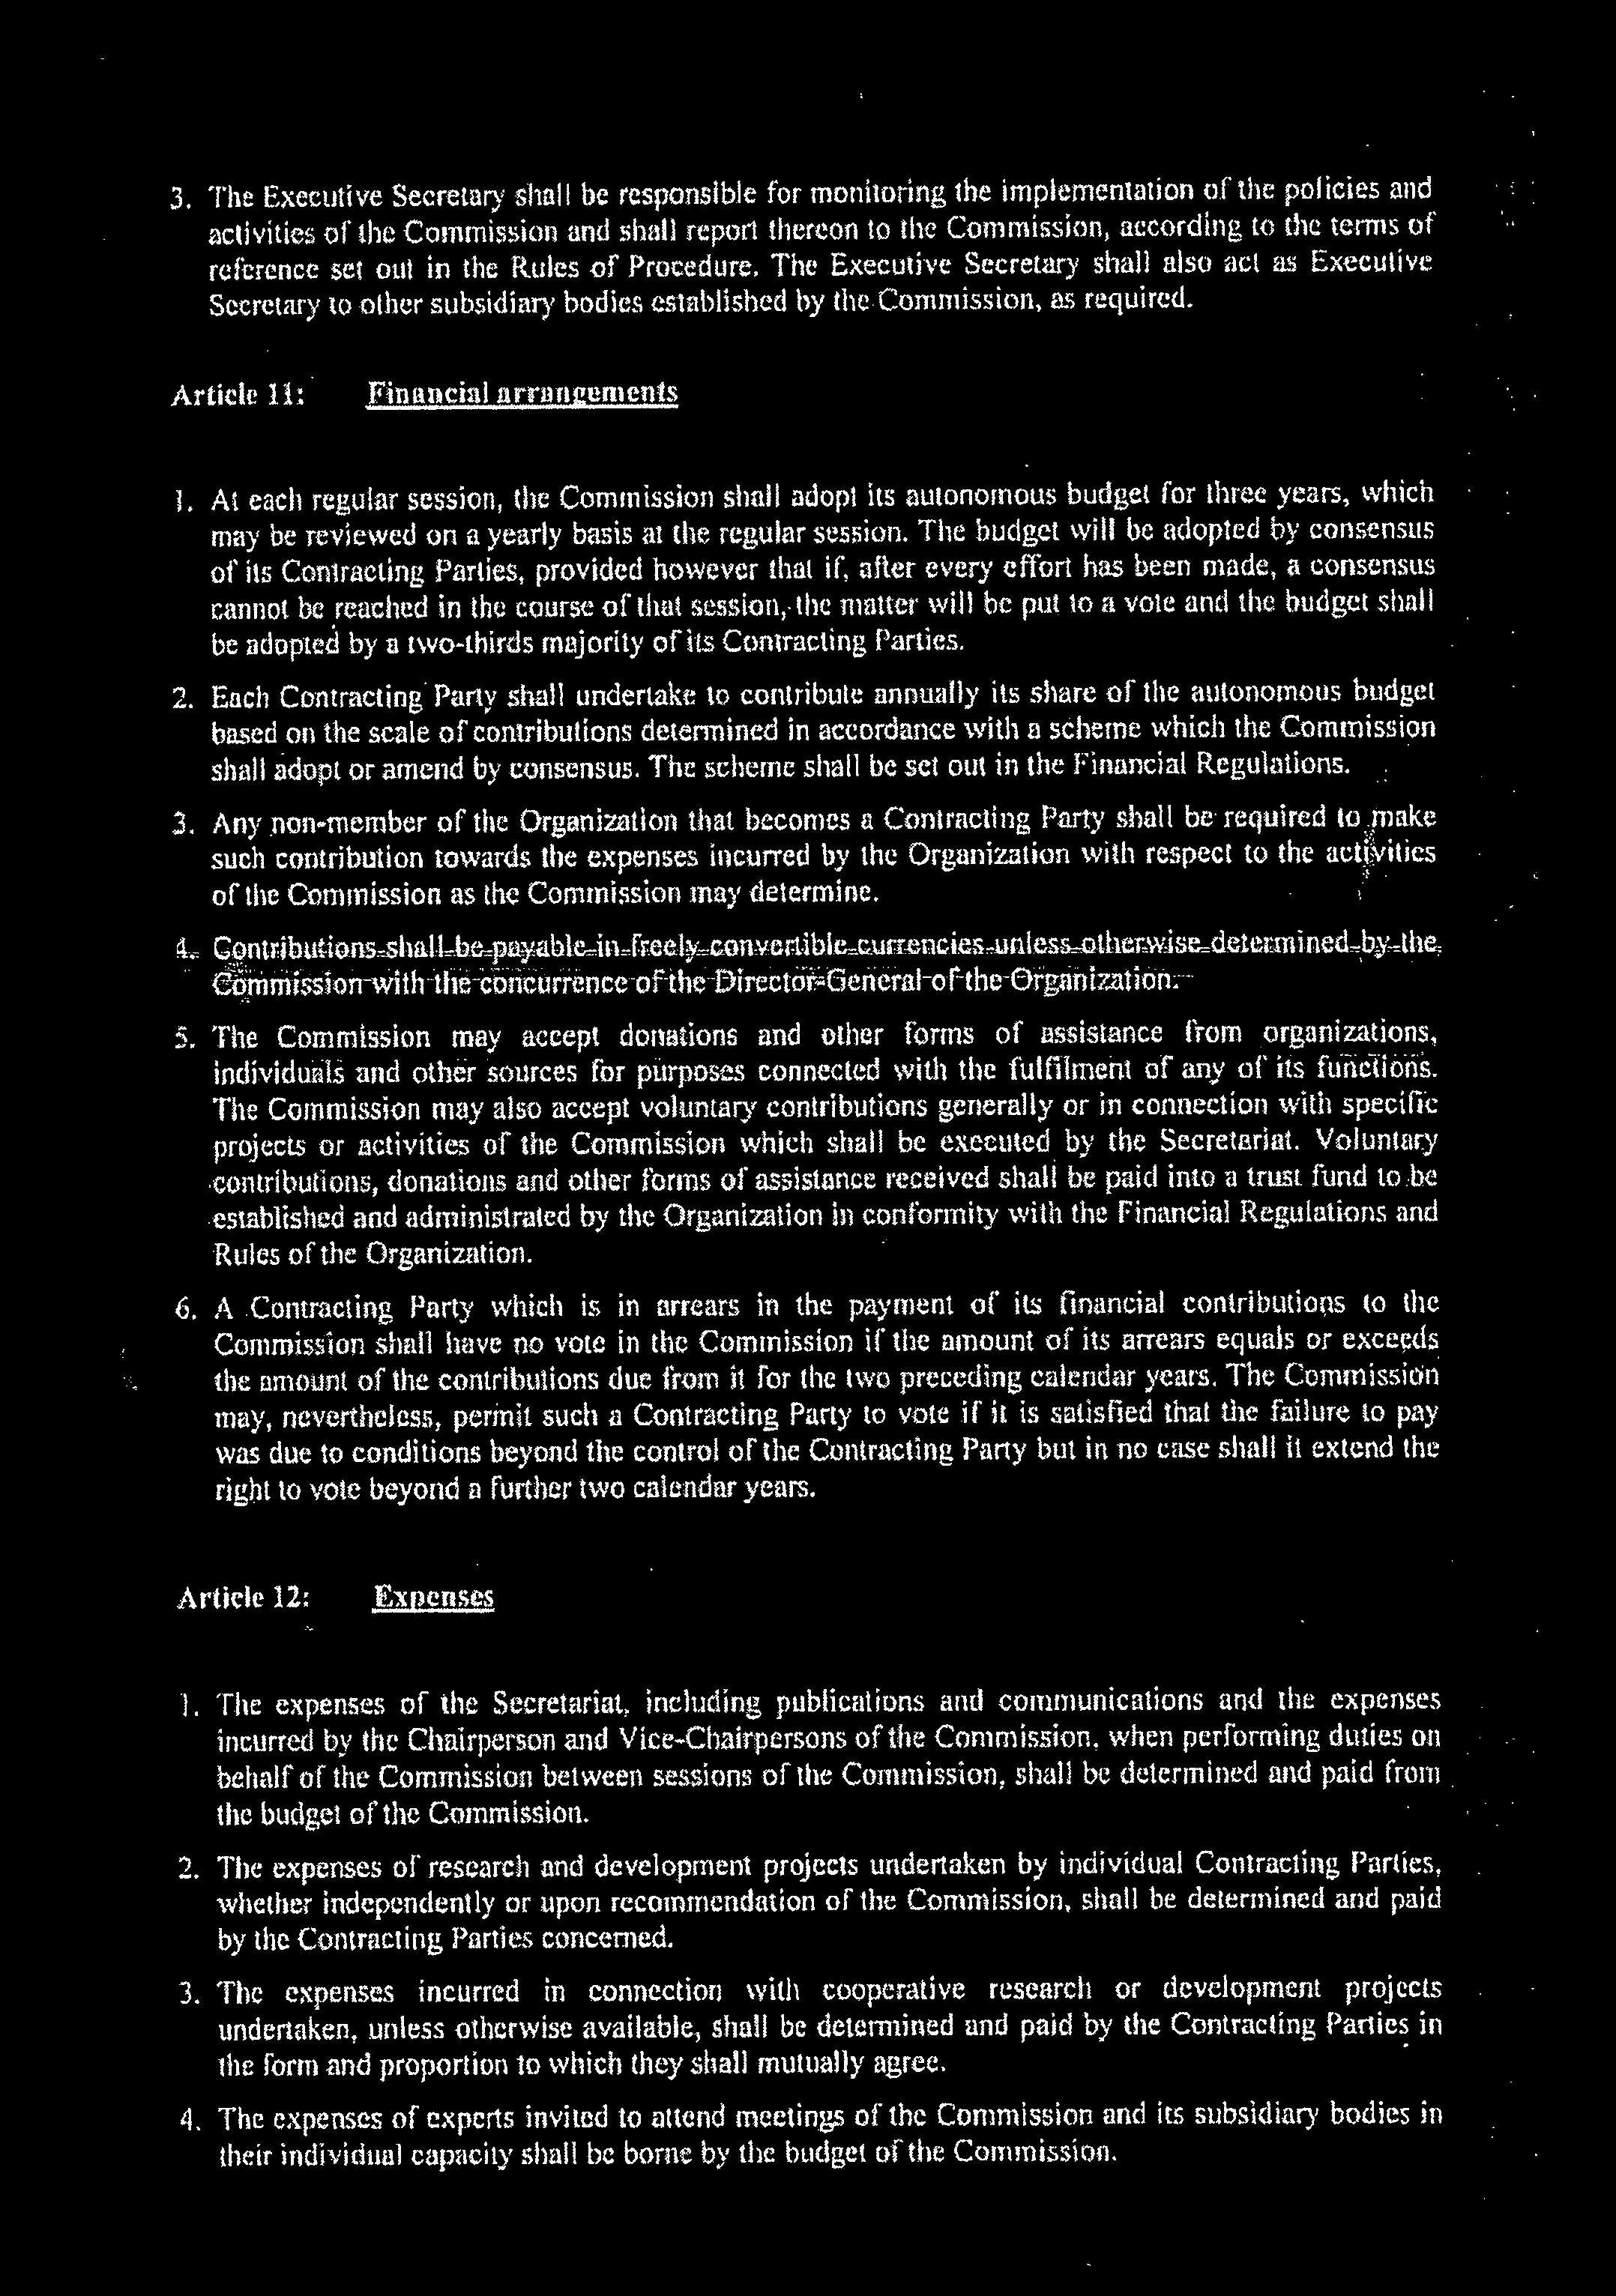 3. The Executive Secretary shall be responsible for monitoring the implementation of the policies and
activities of the Commission and shall report thereon to the Commission, according to the terms of
reference set out in the Rules of Procedure. The Executive Secretary shall also act as Executive
Secretary to other subsidiary bodies established by the Commission, as required.
Article 11: Financial arrangements
1. At each regular session, the Commission shall adopt its autonomous budget for three years, which
may be reviewed on a yearly basis at the regular session. The budget will be adopted by consensus
of its Contracting Parties, provided however that if, after every effort has been made, a consensus
cannot be reached in the course of that session, the matter will be put to a vote and the budget shall
be adopted by a two-thirds majority of its Contracting Parties.
2. Each Contracting Party shall undertake to contribute annually its share of the autonomous budget
based on the scale of contributions determined in accordance with a scheme which the Commission
shall adopt or amend by consensus. The scheme shall be set out in the Financial Regulations.
3. Any non-member of the Organization that becomes a Contracting Party shall be required to make
such contribution towards the expenses incurred by the Organization with respect to the activities
of the Commission as the Commission may determine.
4. Contributions shall be payable in freely convertible currencies unless otherwise determined by the
Commission with the concurrence of the Director-General of the Organization.
5. The Commission may accept donations and other forms of assistance from organizations,
individuals and other sources for purposes connected with the fulfilment of any of its functions.
The Commission may also accept voluntary contributions generally or in connection with specific
projects or activities of the Commission which shall be executed by the Secretariat. Voluntary
contributions, donations and other forms of assistance received shall be paid into a trust fund to be
established and administrated by the Organization in conformity with the Financial Regulations and
Rules of the Organization.
6. A Contracting Party which is in arrears in the payment of its financial contributions to the
Commission shall have no vote in the Commission if the amount of its arrears equals or exceeds
the amount of the contributions due from it for the two preceding calendar years. The Commission
may, nevertheless, permit such a Contracting Party to vote if it is satisfied that the failure to pay
was due to conditions beyond the control of the Contracting Party but in no case shall it extend the
right to vote beyond a further two calendar years.
Article 12: Expenses
1. The expenses of the Secretariat, including publications and communications and the expenses
incurred by the Chairperson and Vice-Chairpersons of the Commission, when performing duties on
behalf of the Commission between sessions of the Commission, shall be determined and paid from
the budget of the Commission.
2. The expenses of research and development projects undertaken by individual Contracting Parties,
whether independently or upon recommendation of the Commission, shall be determined and paid
by the Contracting Parties concerned.
3. The expenses incurred in connection with cooperative research or development projects
undertaken, unless otherwise available, shall be determined and paid by the Contracting Parties in
the form and proportion to which they shall mutually agree.
4. The expenses of experts invited to attend meetings of the Commission and its subsidiary bodies in
their individual capacity shall be borne by the budget of the Commission.